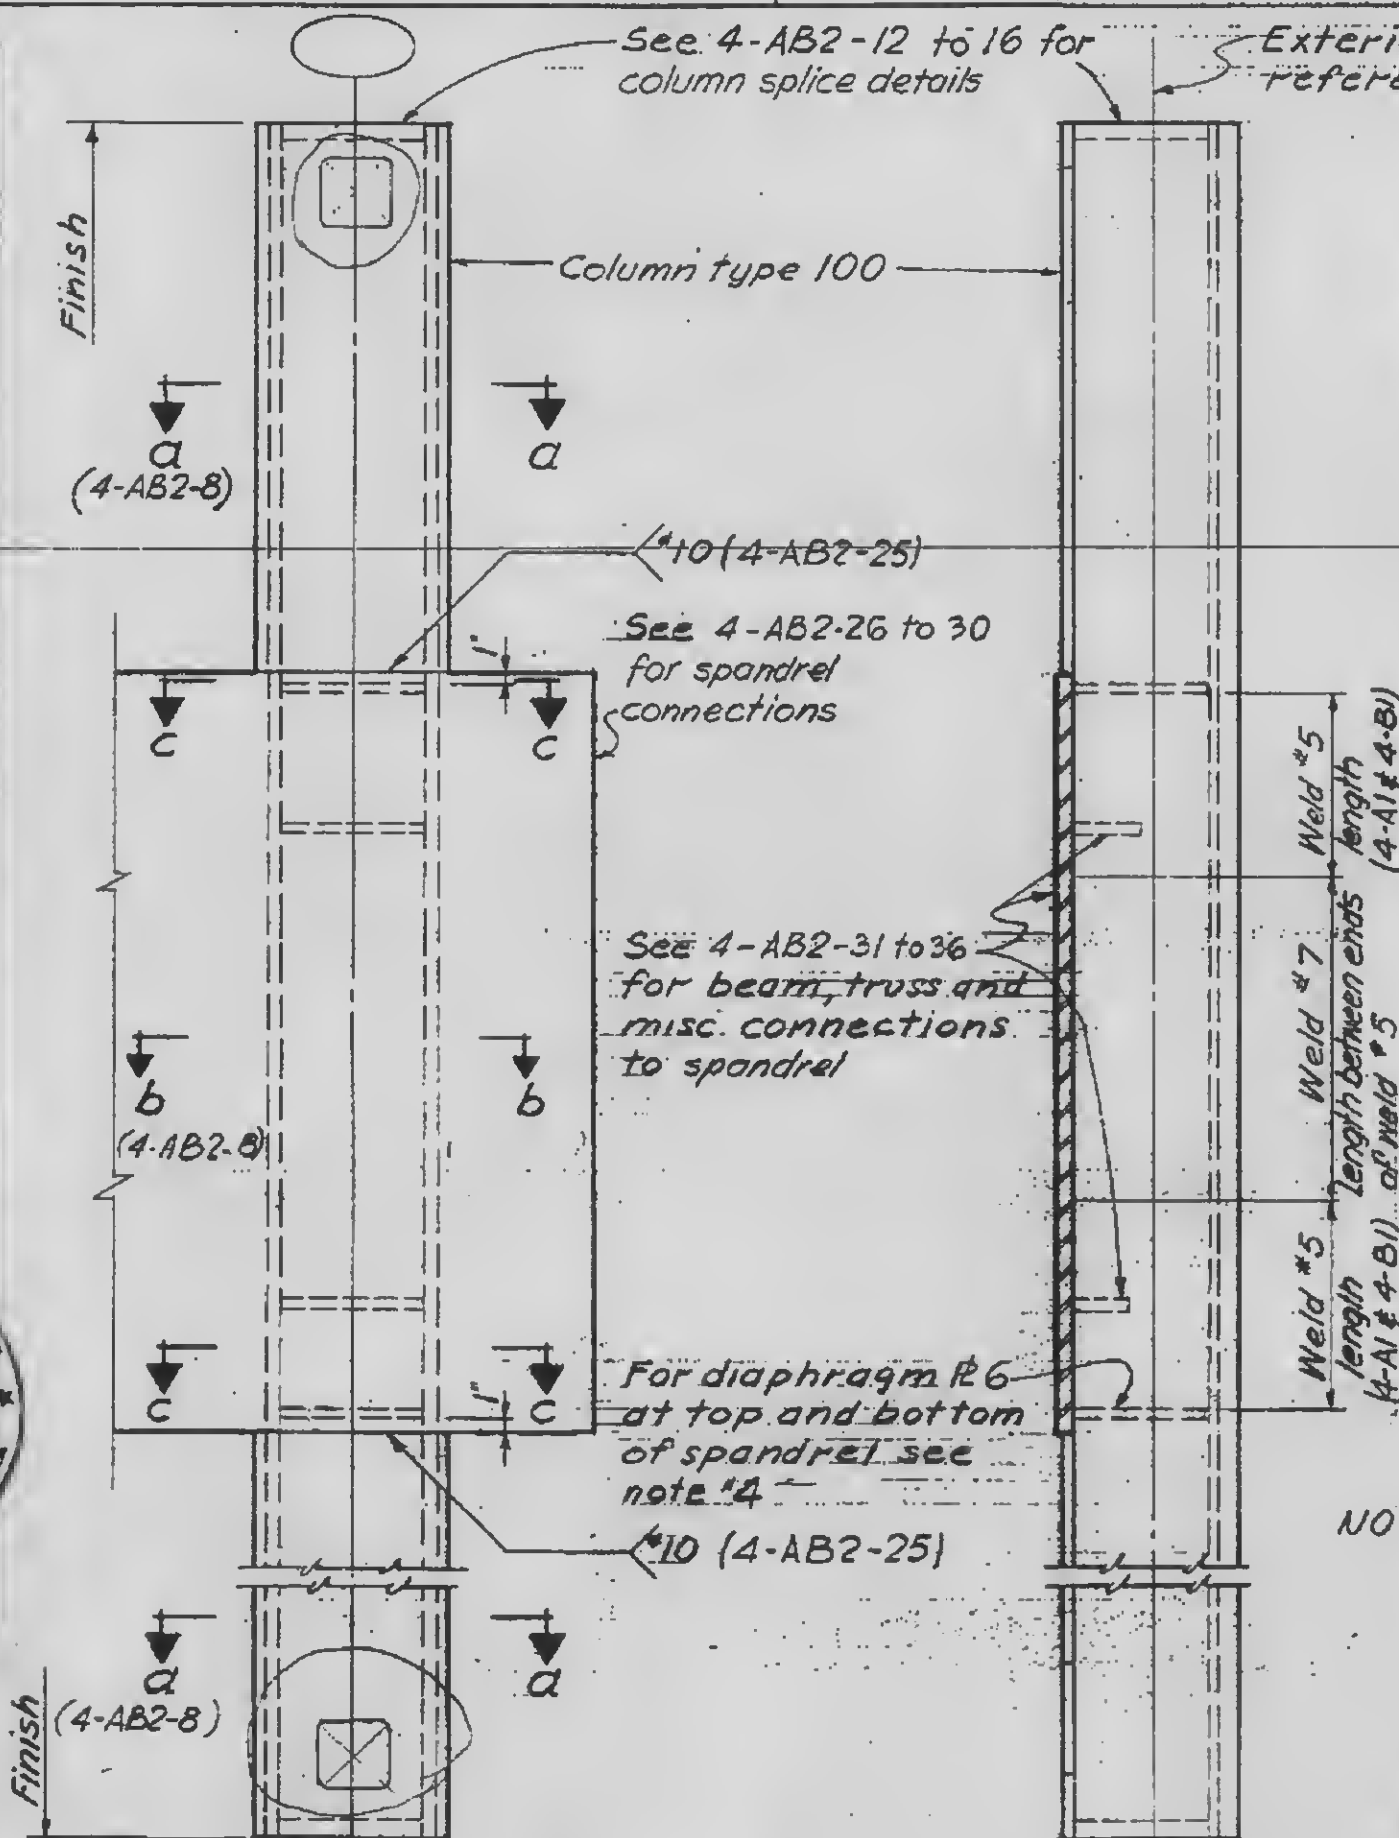 See 4-AB2-12 to 16 for
column splice details
Finish
Column type 100
a
(4-AB2-8)
a
#10 (4-AB2-25)
See 4-AB2-26 to 30
for spandrel
connections
1"
c
c
Weld #5
length
(4-A1 & 4-B1)
See 4-AB2-31 to 36
for beam, truss and
misc. connections
to spandrel
Weld #7
Length between ends
of weld #5
b
(4-AB2-8)
b
Weld #5
length
(4-A1 & 4-B1)
c
1"
c
For diaphragm PL 6
at top and bottom
of spandrel see
note #4
NO
#10 (4-AB2-25)
a
(4-AB2-8)
a
Finish